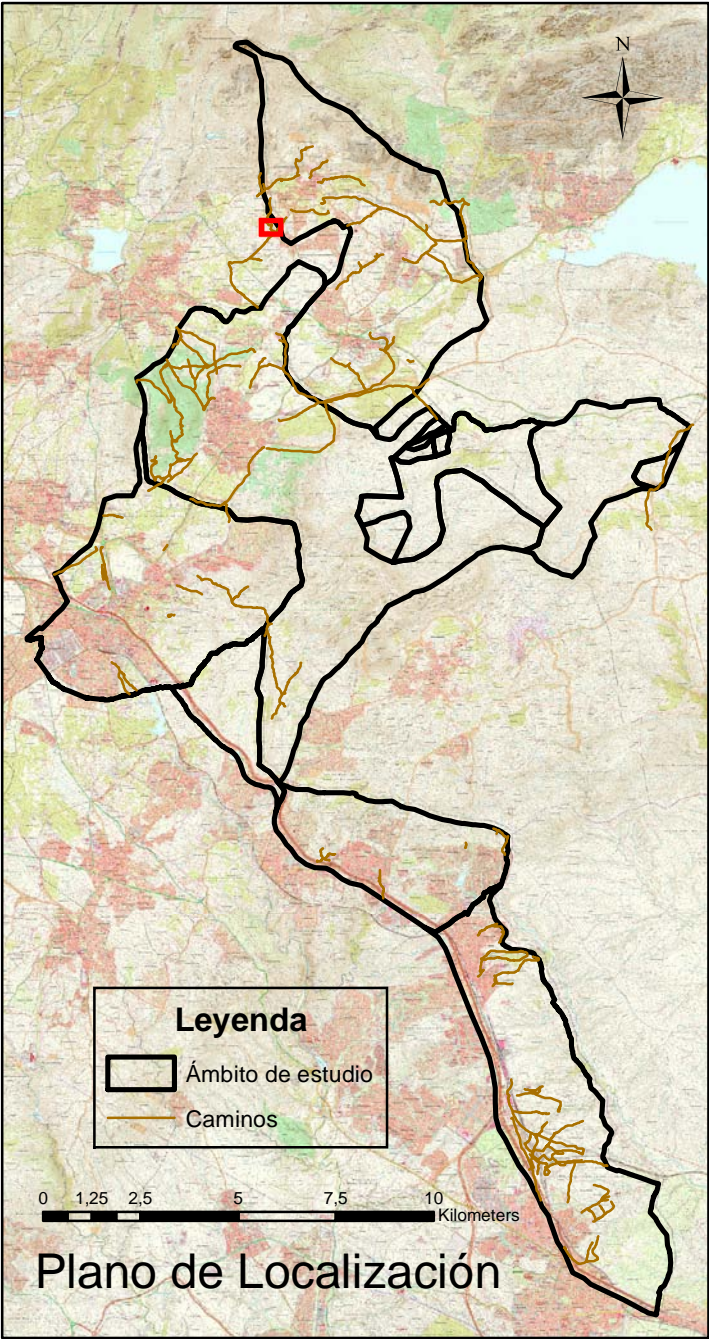 N
Leyenda
Ámbito de estudio
Caminos
0 1,25 2,5 5 7,5 10
Kilometers
Plano de Localización